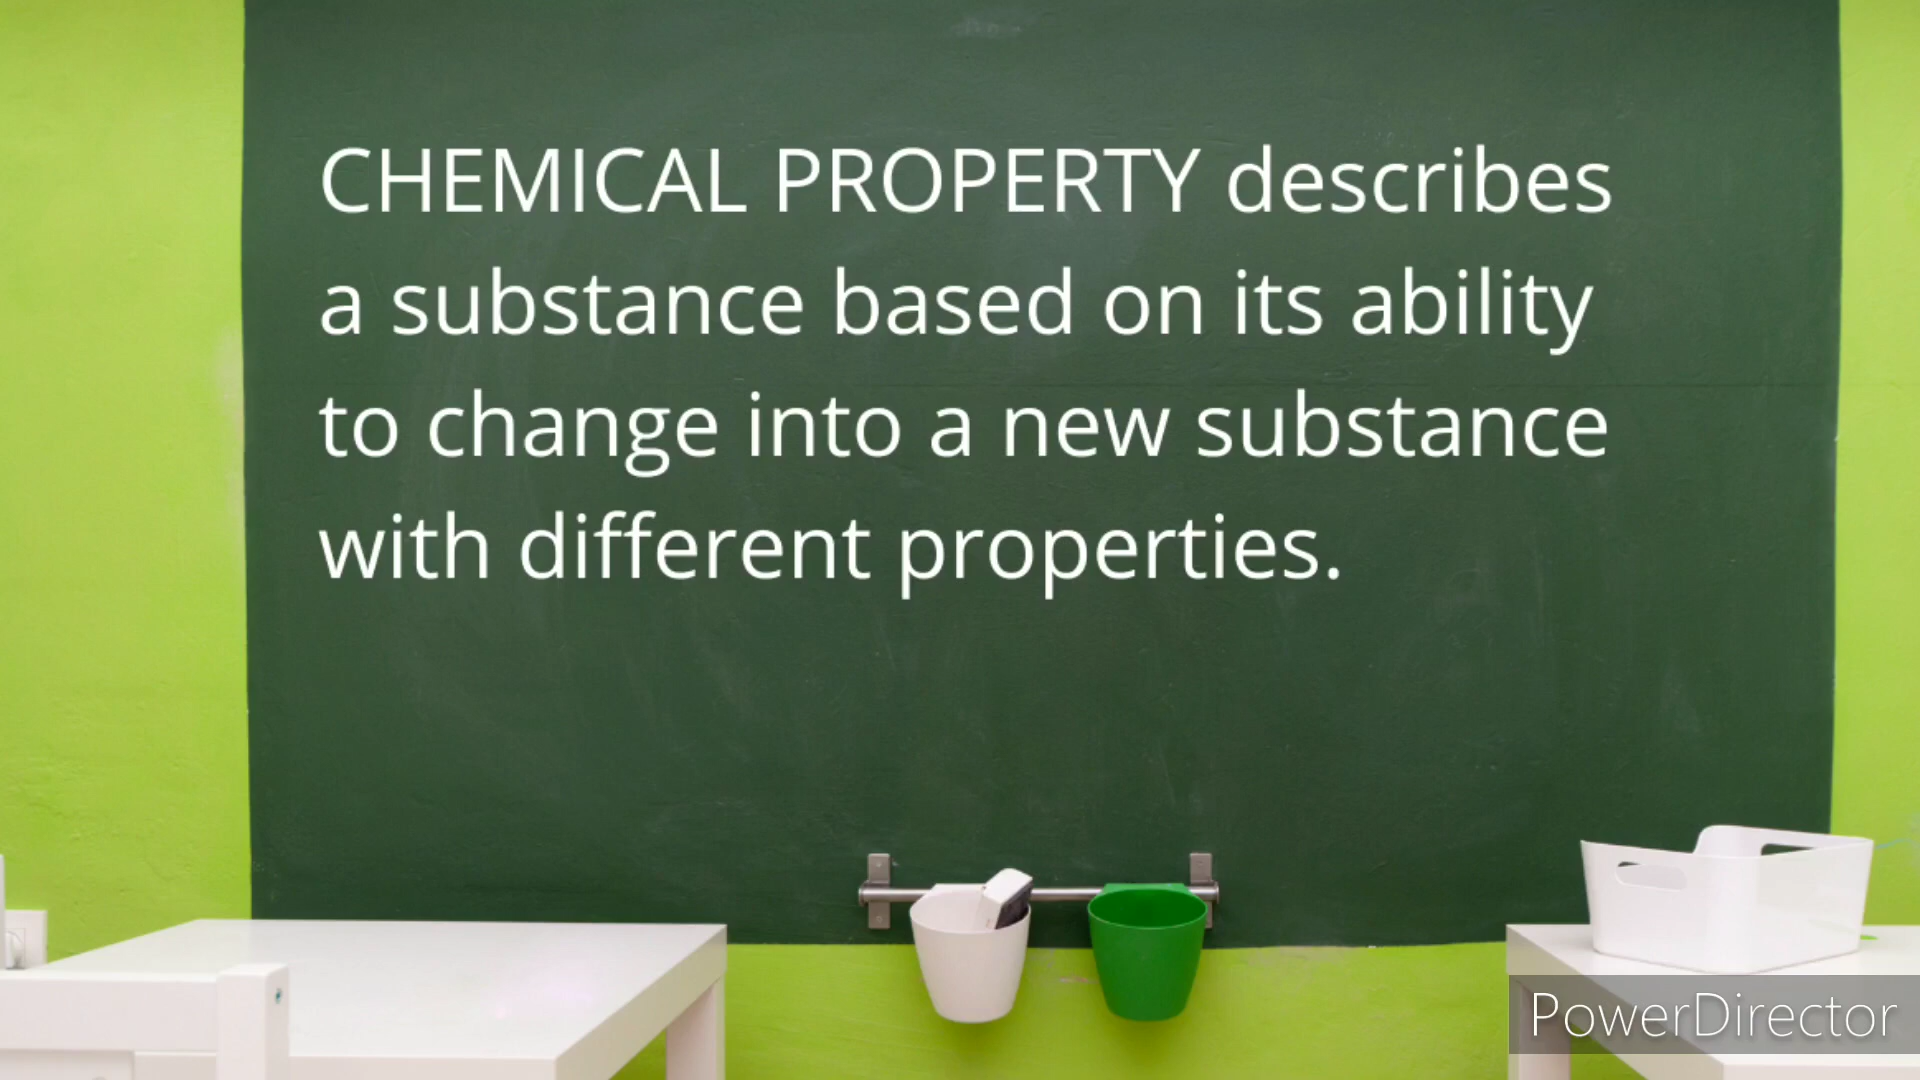 CHEMICAL PROPERTY describes
a substance based on its ability
to change into a new substance
with different properties.
PowerDirector